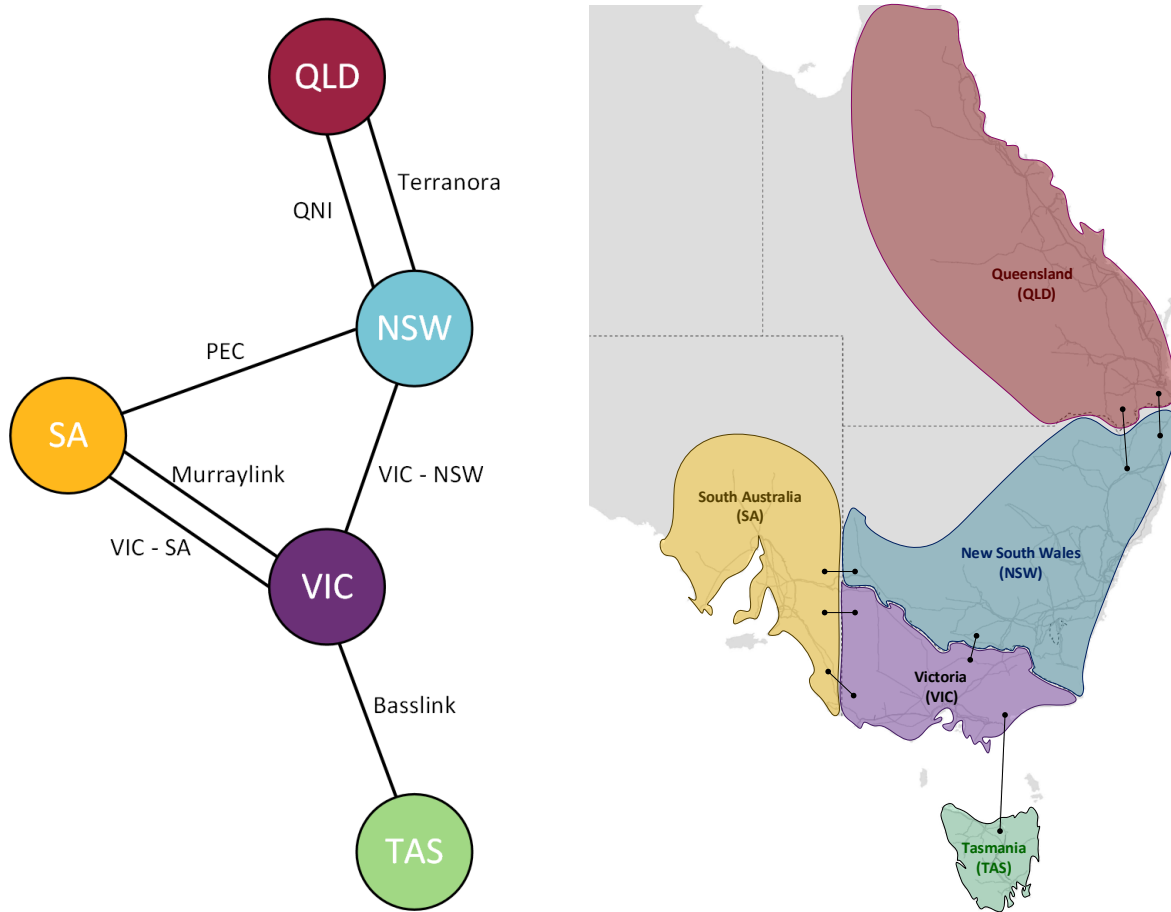 QLD
Terranora
QNI
NSW
PEC
SA
Murraylink
VIC - NSW
VIC - SA
VIC
Basslink
TAS
Queensland
(QLD)
South Australia
(SA)
New South Wales
(NSW)
Victoria
(VIC)
Tasmania
(TAS)